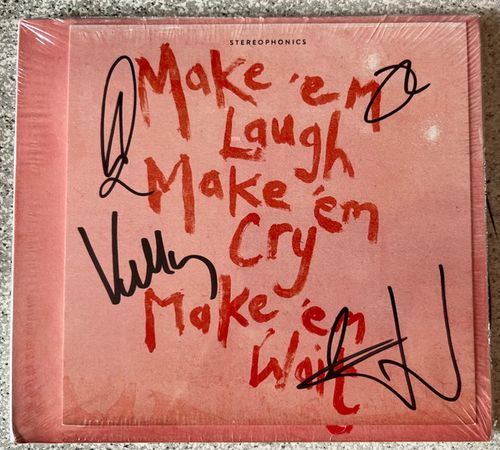 STEREOPHONICS
Make 'em
Laugh
Make 'em
Cry
Make 'em
Wait
Kelly